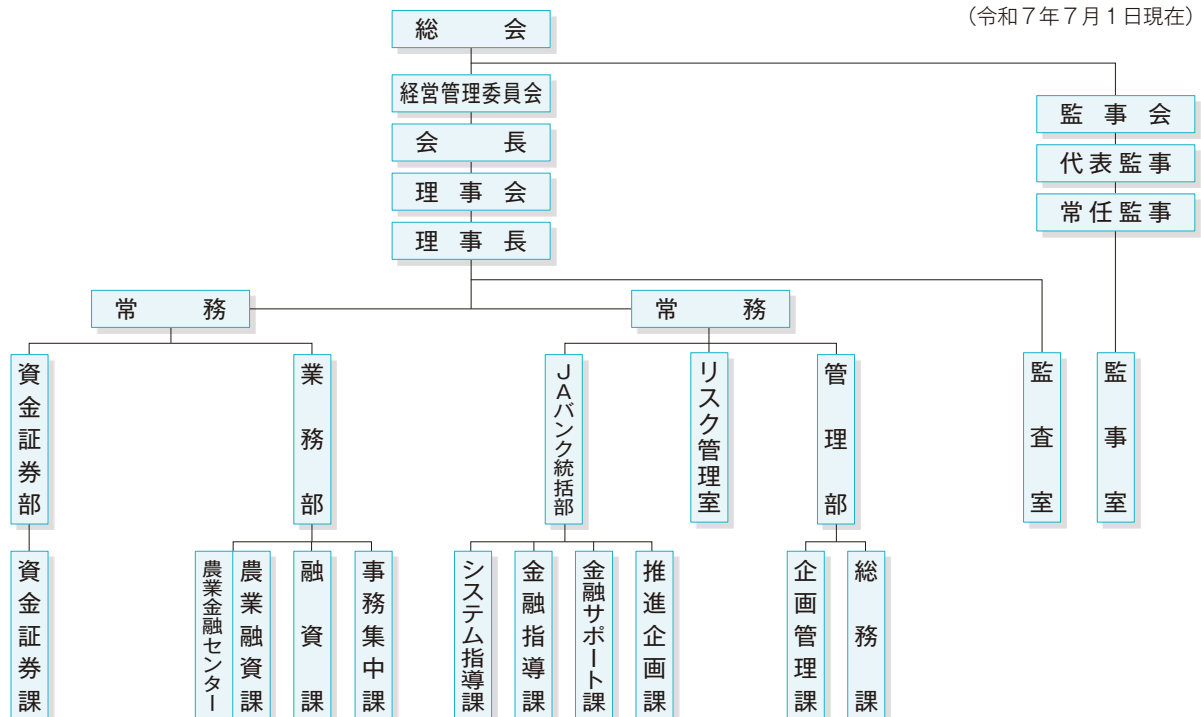 (令和7年7月1日現在)
総会
経営管理委員会
会長
理事会
理事長
監事会
代表監事
常任監事
常務
常務
資金証券部
業務部
JAバンク統括部
リスク管理室
管理部
監査室
監事室
資金証券課
農業金融センター
農業融資課
融資課
事務集中課
システム指導課
金融指導課
金融サポート課
推進企画課
企画管理課
総務課